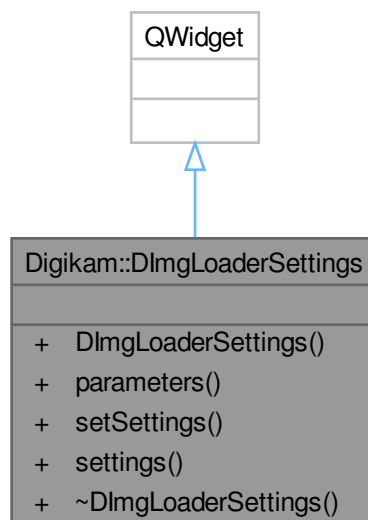 QWidget
Digikam::DImgLoaderSettings
+ DImgLoaderSettings()
+ parameters()
+ setSettings()
+ settings()
+ ~DImgLoaderSettings()